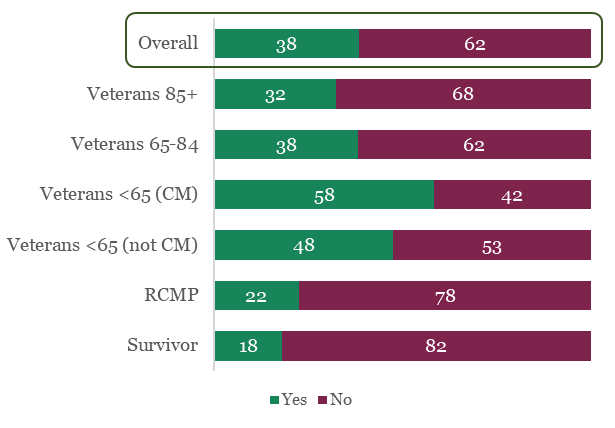 Overall 38 62
Veterans 85+ 32 68
Veterans 65-84 38 62
Veterans <65 (CM) 58 42
Veterans <65 (not CM) 48 53
RCMP 22 78
Survivor 18 82
Yes No